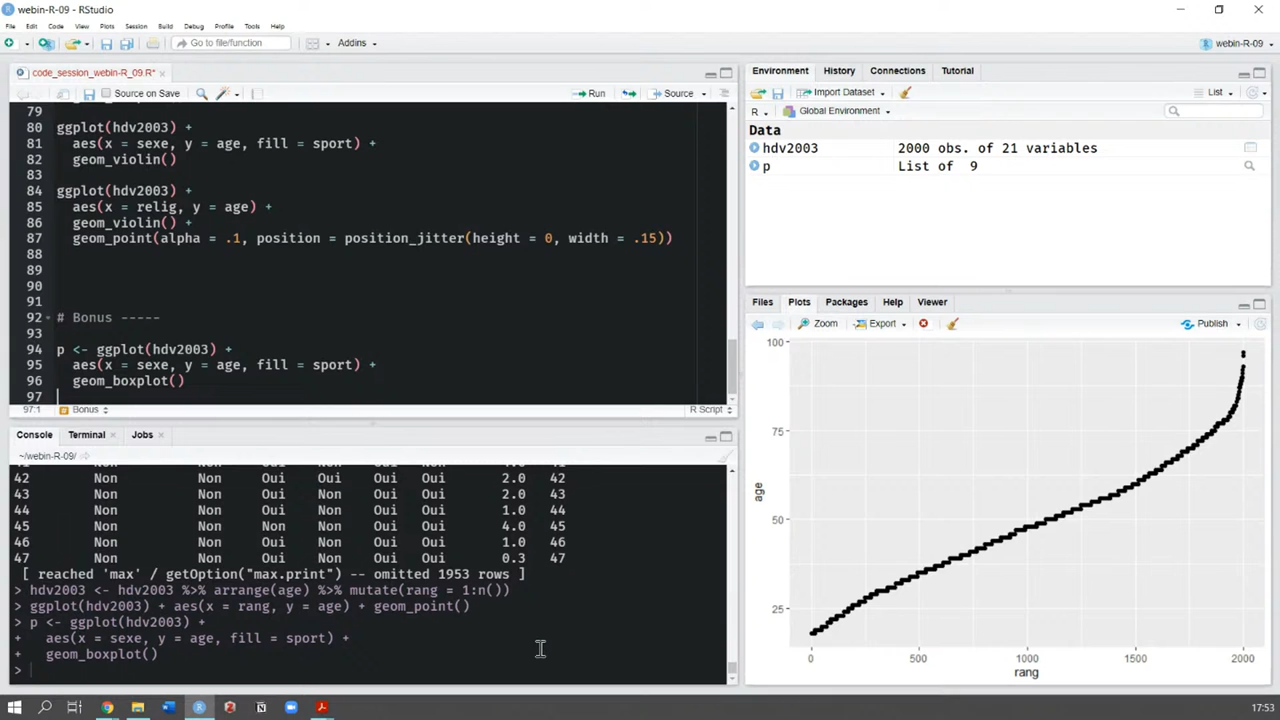 webin-R-09 - RStudio
File Edit Code View Plots Session Build Debug Profile Tools Help
Go to file/function Addins webin-R-09
code_session_webin-R_09.R*
Source on Save Run Source
79
80 ggplot(hdv2003) +
81 aes(x = sexe, y = age, fill = sport) +
82 geom_violin()
83
84 ggplot(hdv2003) +
85 aes(x = relig, y = age) +
86 geom_violin() +
87 geom_point(alpha = .1, position = position_jitter(height = 0, width = .15))
88
89
90
91
92 # Bonus -----
93
94 p <- ggplot(hdv2003) +
95 aes(x = sexe, y = age, fill = sport) +
96 geom_boxplot()
97
97:1 # Bonus R Script
Console Terminal Jobs
~/webin-R-09/
42 Non Non Oui Non Oui Oui 2.0 42
43 Non Non Oui Non Oui Oui 2.0 43
44 Non Non Oui Non Oui Oui 1.0 44
45 Non Non Oui Non Oui Oui 4.0 45
46 Non Non Oui Non Oui Oui 1.0 46
47 Non Non Oui Non Oui Oui 0.3 47
[ reached 'max' / getOption("max.print") -- omitted 1953 rows ]
> hdv2003 <- hdv2003 %>% arrange(age) %>% mutate(rang = 1:n())
> ggplot(hdv2003) + aes(x = rang, y = age) + geom_point()
> p <- ggplot(hdv2003) +
+ aes(x = sexe, y = age, fill = sport) +
+ geom_boxplot()
>
Environment History Connections Tutorial
Import Dataset List
R Global Environment
Data
hdv2003 2000 obs. of 21 variables
p List of 9
Files Plots Packages Help Viewer
Zoom Export Publish
100
75
50
25
age
0 500 1000 1500 2000
rang
17:53